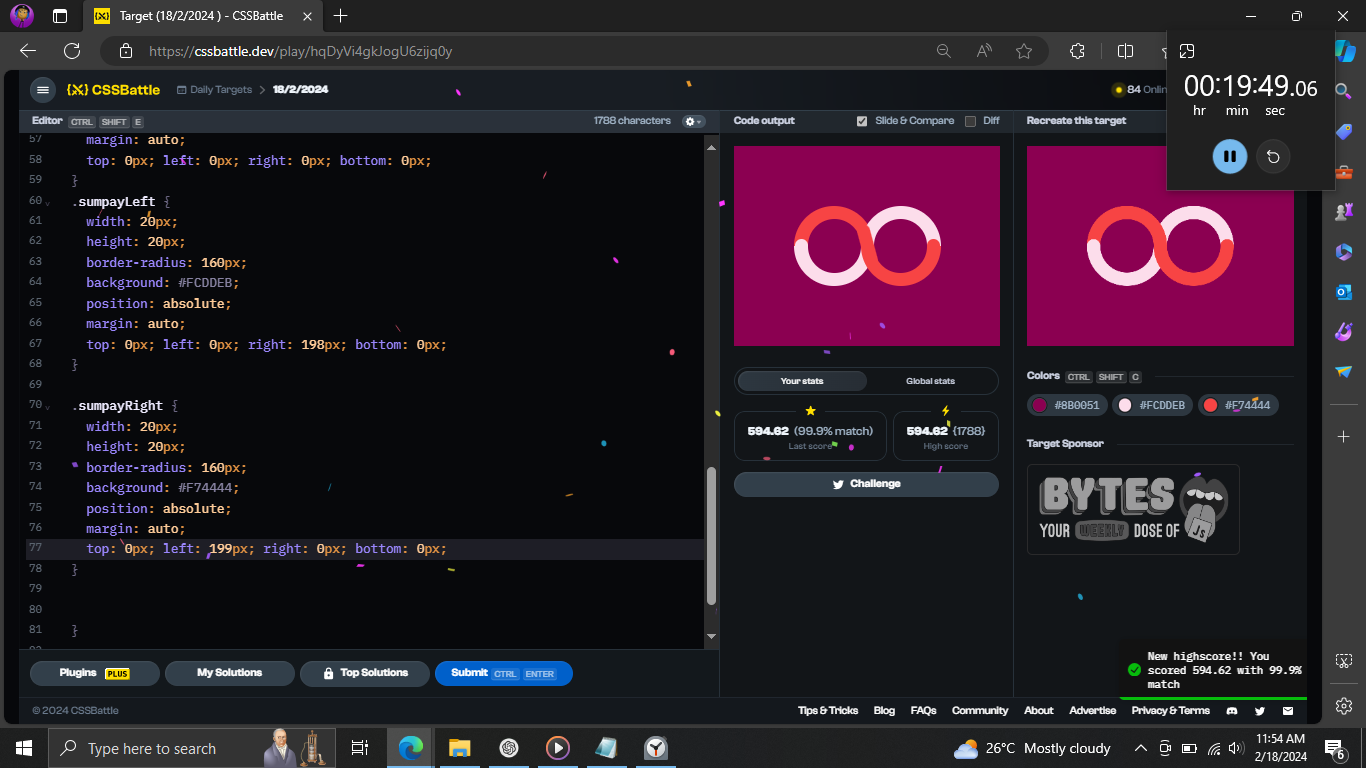 Target (18/2/2024 ) - CSSBattle
https://cssbattle.dev/play/hqDyVi4gkJogU6zijq0y
00:19:49.06
hr min sec
{X} CSSBattle
Daily Targets > 18/2/2024
84 Onlin
Editor CTRL SHIFT E
1788 characters
Code output
Slide & Compare
Diff
Recreate this target
57 margin: auto;
58 top: 0px; left: 0px; right: 0px; bottom: 0px;
59 }
60 .sumpayLeft {
61 width: 20px;
62 height: 20px;
63 border-radius: 160px;
64 background: #FCDDEB;
65 position: absolute;
66 margin: auto;
67 top: 0px; left: 0px; right: 198px; bottom: 0px;
68 }
69
70 .sumpayRight {
71 width: 20px;
72 height: 20px;
73 border-radius: 160px;
74 background: #F74444;
75 position: absolute;
76 margin: auto;
77 top: 0px; left: 199px; right: 0px; bottom: 0px;
78 }
79
80
81 }
Your stats
Global stats
594.62 (99.9% match)
Last score
594.62 {1788}
High score
Challenge
Colors CTRL SHIFT C
#8B0051
#FCDDEB
#F74444
Target Sponsor
BYTES
YOUR WEEKLY DOSE OF JS
New highscore!! You
scored 594.62 with 99.9%
match
Plugins PLUS
My Solutions
Top Solutions
Submit CTRL ENTER
© 2024 CSSBattle
Tips & Tricks
Blog
FAQs
Community
About
Advertise
Privacy & Terms
Type here to search
26°C Mostly cloudy
11:54 AM
2/18/2024
6